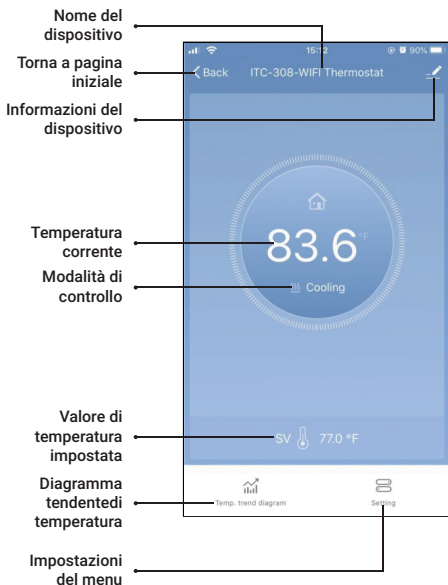 Nome del
dispositivo
Torna a pagina
iniziale
Informazioni del
dispositivo
15:12
90%
Back
ITC-308-WIFI Thermostat
Temperatura
corrente
83.6 °F
Modalità di
controllo
Cooling
Valore di
temperatura
impostata
SV 77.0 °F
Diagramma
tendentedi
temperatura
Temp. trend diagram
Setting
Impostazioni
del menu